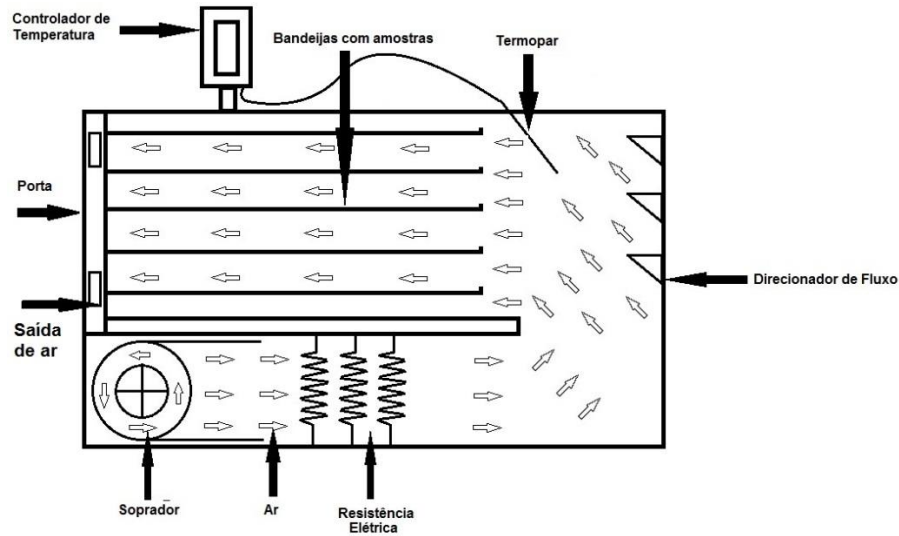 Controlador de
Temperatura
Bandeijas com amostras
Termopar
Porta
Direcionador de Fluxo
Saída
de ar
Soprador
Ar
Resistência
Elétrica